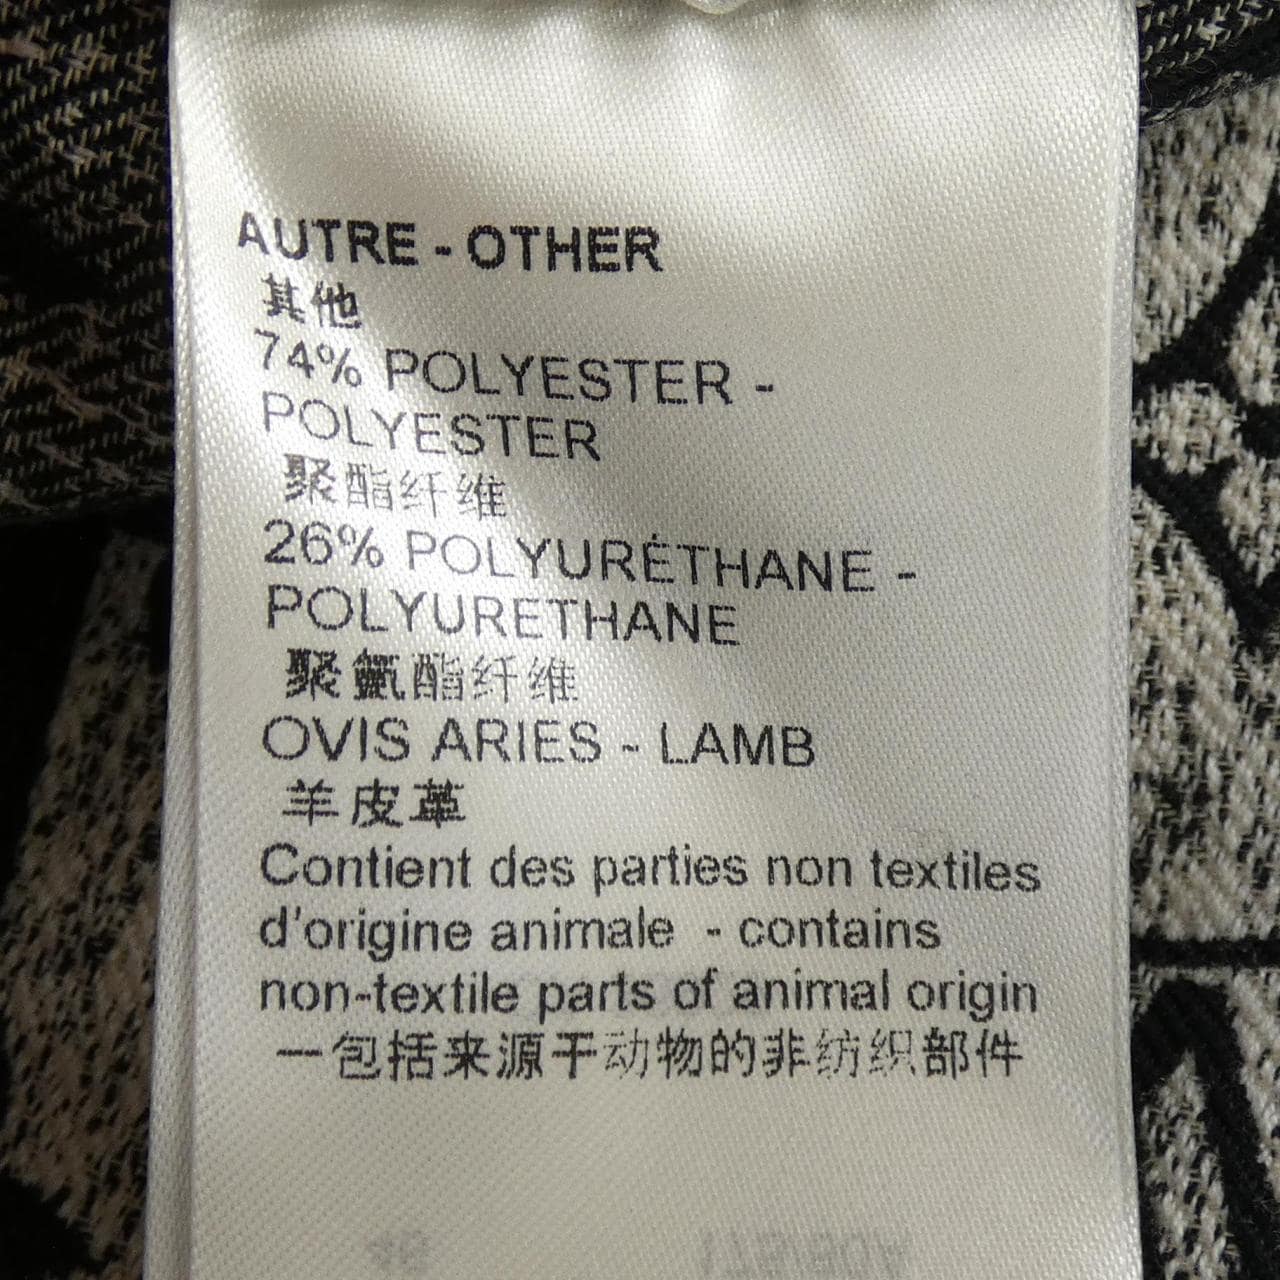 AUTRE - OTHER
其他
74% POLYESTER -
POLYESTER
聚酯纤维
26% POLYURÉTHANE -
POLYURETHANE
聚氨酯纤维
OVIS ARIES - LAMB
羊皮革
Contient des parties non textiles
d'origine animale - contains
non-textile parts of animal origin
一包括来源于动物的非纺织部件